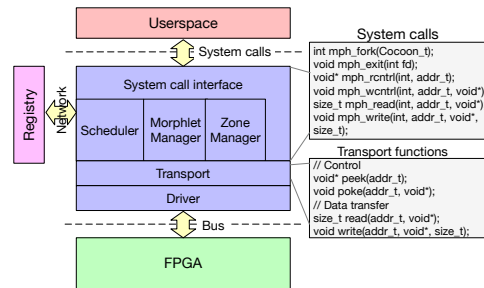 Userspace
System calls
System calls
int mph_fork(Cocoon_t);
void mph_exit(int fd);
void* mph_rcntrl(int, addr_t);
void mph_wcntrl(int, addr_t, void*)
size_t mph_read(int, addr_t, void*)
void mph_write(int, addr_t, void*,
size_t);
Registry
Network
System call interface
Scheduler
Morphlet
Manager
Zone
Manager
Transport
Driver
Transport functions
// Control
void* peek(addr_t);
void poke(addr_t, void*);
// Data transfer
size_t read(addr_t, void*);
void write(addr_t, void*, size_t);
Bus
FPGA